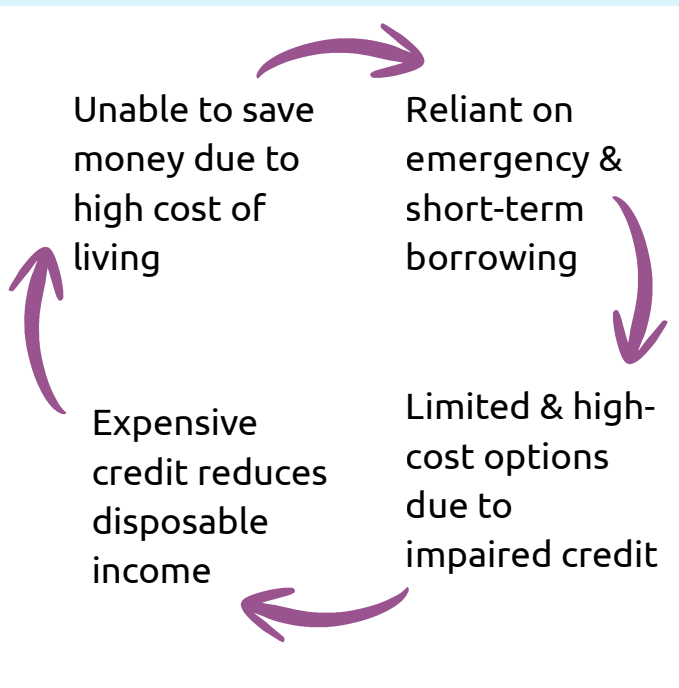 Unable to save
money due to
high cost of
living
Reliant on
emergency &
short-term
borrowing
Limited & high-
cost options
due to
impaired credit
Expensive
credit reduces
disposable
income